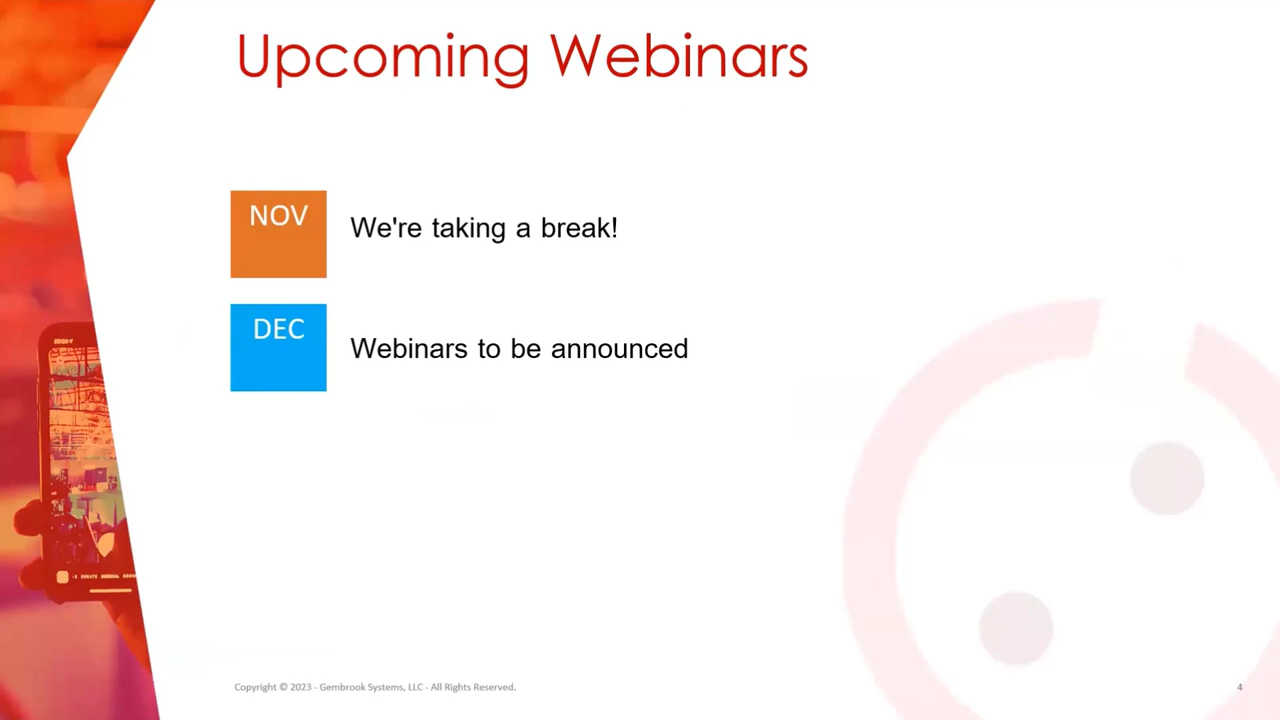 Upcoming Webinars
NOV
We're taking a break!
DEC
Webinars to be announced
Copyright © 2023 - Gembrook Systems, LLC - All Rights Reserved.
4